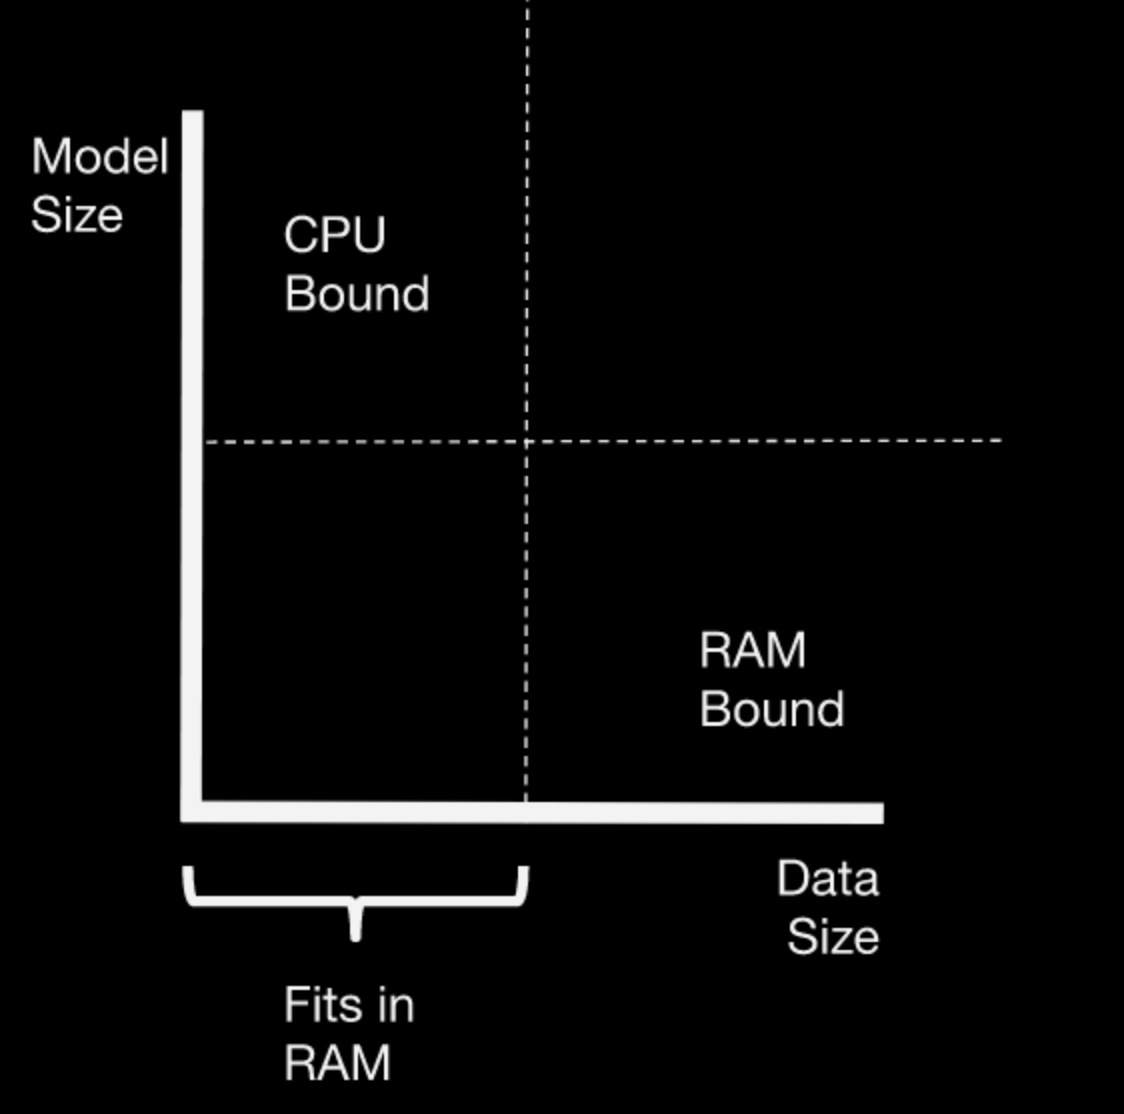 Model
Size
CPU
Bound
RAM
Bound
Data
Size
Fits in
RAM